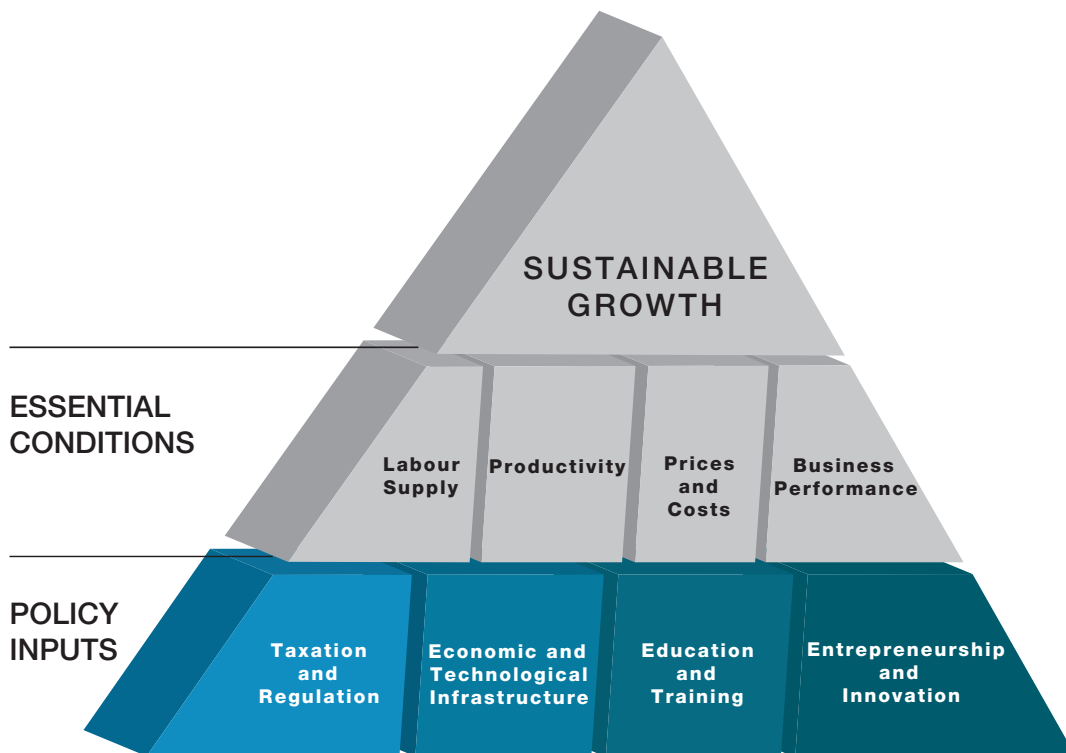 SUSTAINABLE
GROWTH
ESSENTIAL
CONDITIONS
Labour
Supply
Productivity
Prices
and
Costs
Business
Performance
POLICY
INPUTS
Taxation
and
Regulation
Economic and
Technological
Infrastructure
Education
and
Training
Entrepreneurship
and
Innovation